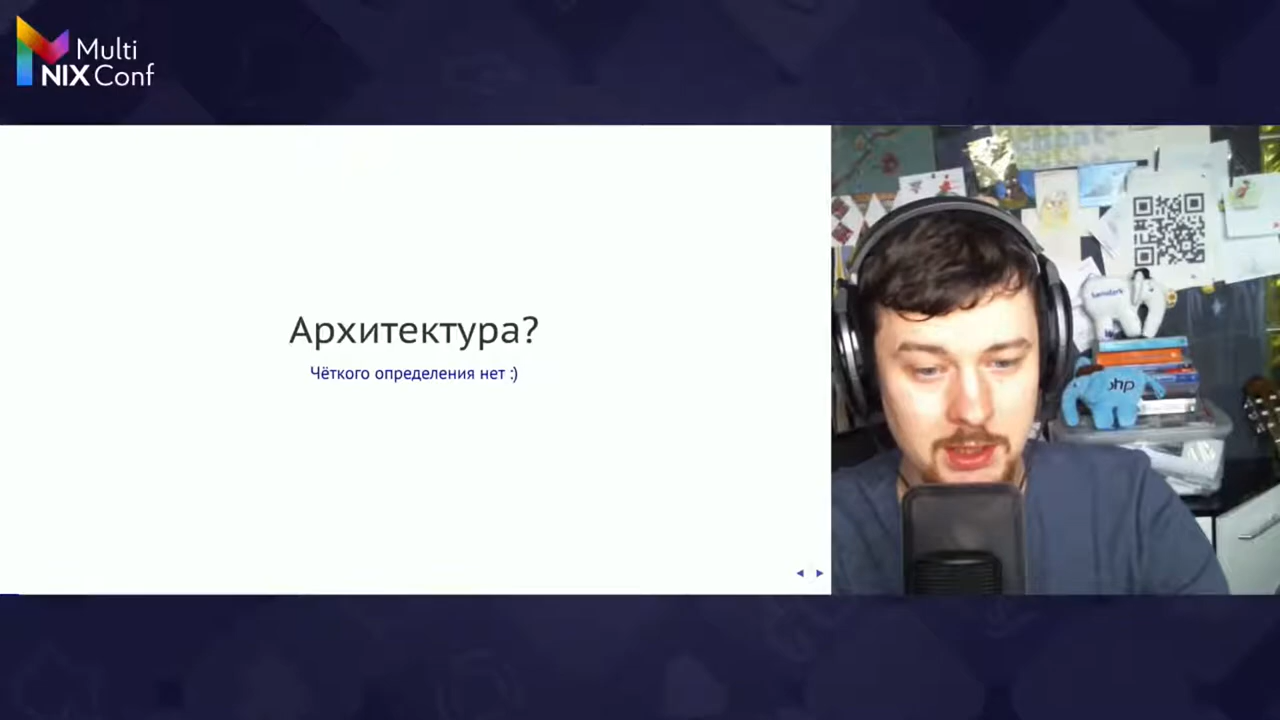 Multi
NIX Conf
Архитектура?
Чёткого определения нет :)
php